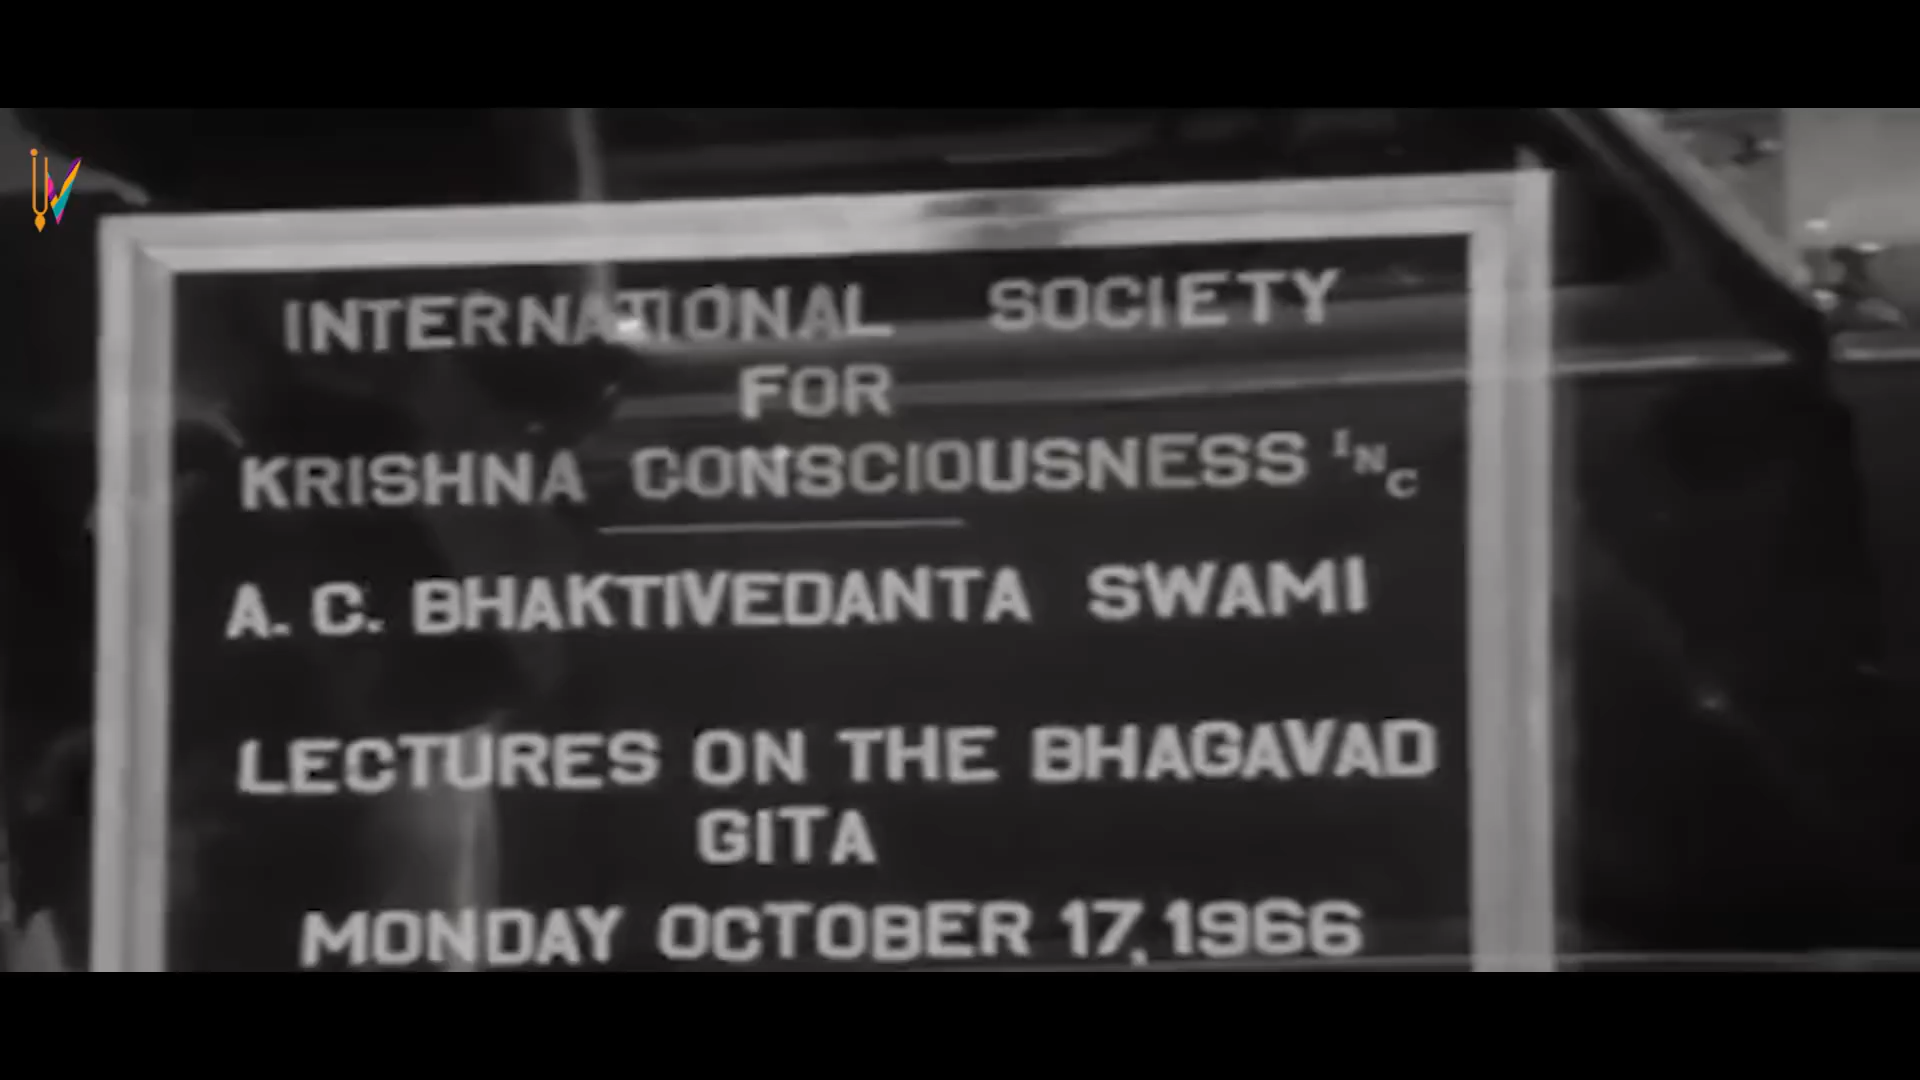 INTERNATIONAL SOCIETY
FOR
KRISHNA CONSCIOUSNESS INC
A. C. BHAKTIVEDANTA SWAMI
LECTURES ON THE BHAGAVAD
GITA
MONDAY OCTOBER 17, 1966